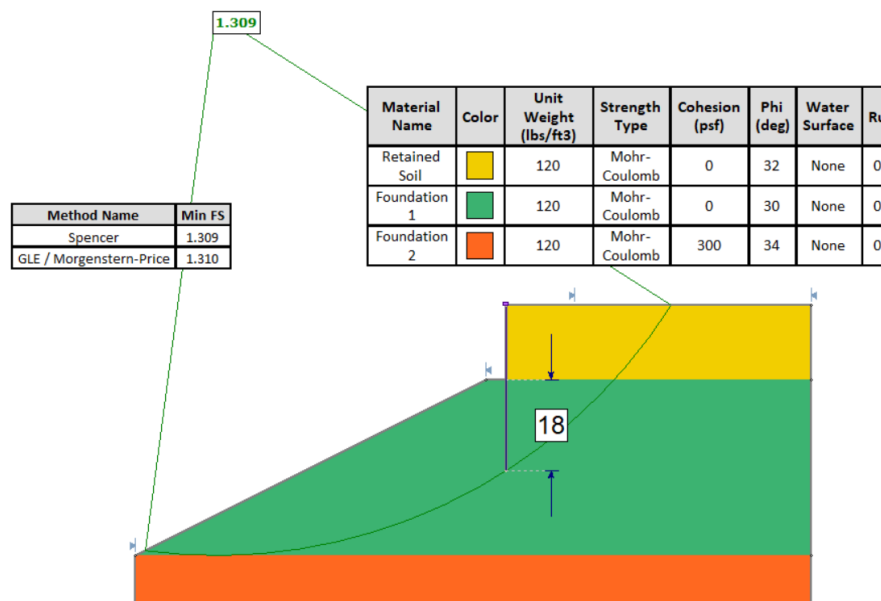 1.309
Material Name Color Unit Weight (lbs/ft3) Strength Type Cohesion (psf) Phi (deg) Water Surface Ru
Retained Soil 120 Mohr-Coulomb 0 32 None 0
Foundation 1 120 Mohr-Coulomb 0 30 None 0
Foundation 2 120 Mohr-Coulomb 300 34 None 0
Method Name Min FS
Spencer 1.309
GLE / Morgenstern-Price 1.310
18